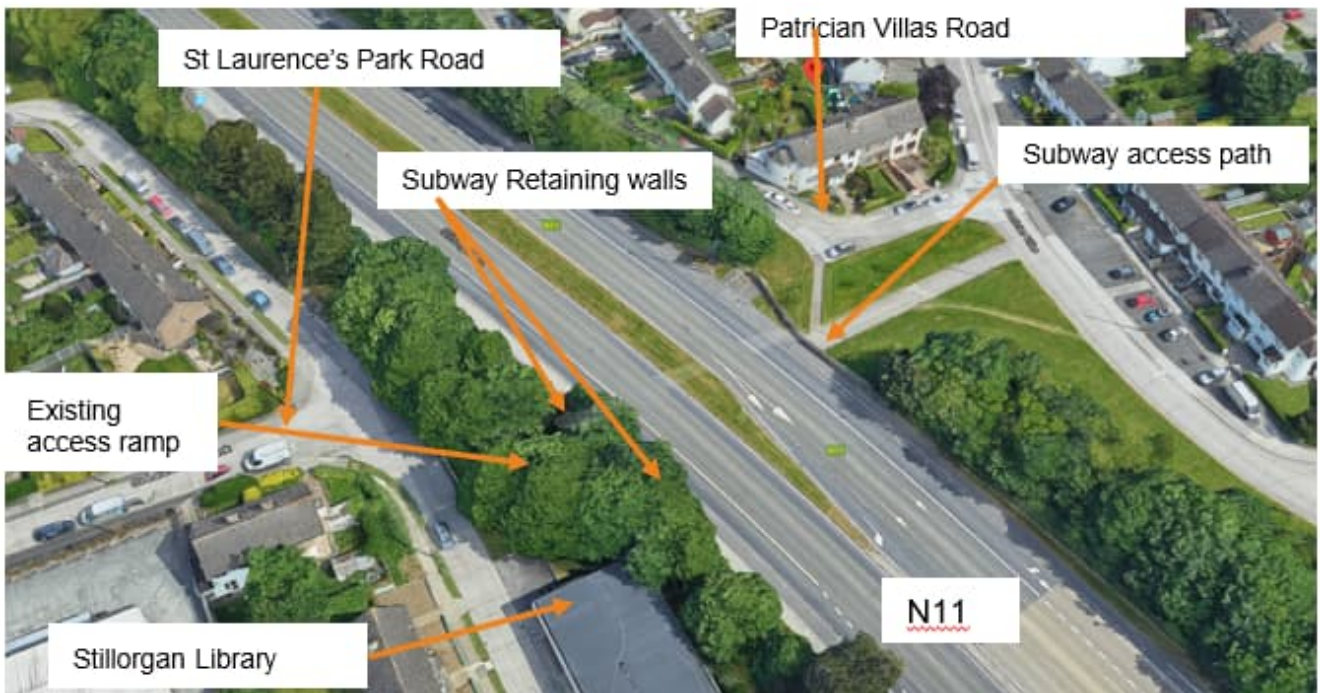 Patrician Villas Road
St Laurence's Park Road
Subway access path
Subway Retaining walls
Existing
access ramp
N11
Stillorgan Library